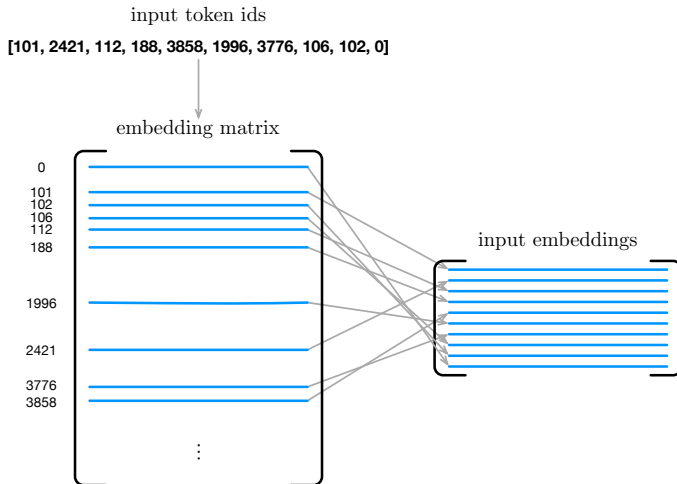 input token ids
[101, 2421, 112, 188, 3858, 1996, 3776, 106, 102, 0]
embedding matrix
0
101
102
106
112
188
1996
2421
3776
3858
⋮
input embeddings